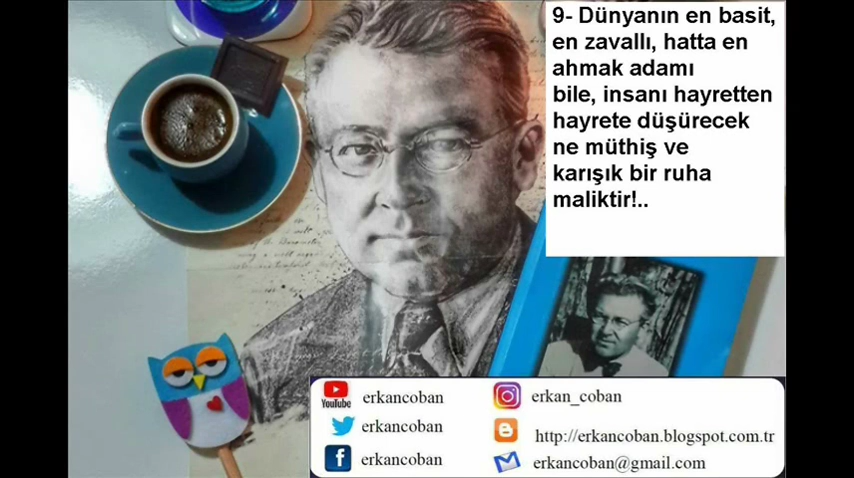 9- Dünyanın en basit,
en zavallı, hatta en
ahmak adamı
bile, insanı hayretten
hayrete düşürecek
ne müthiş ve
karışık bir ruha
maliktir!..
YouTube erkancoban
erkancoban
erkancoban
erkan_coban
http://erkancoban.blogspot.com.tr
erkancoban@gmail.com